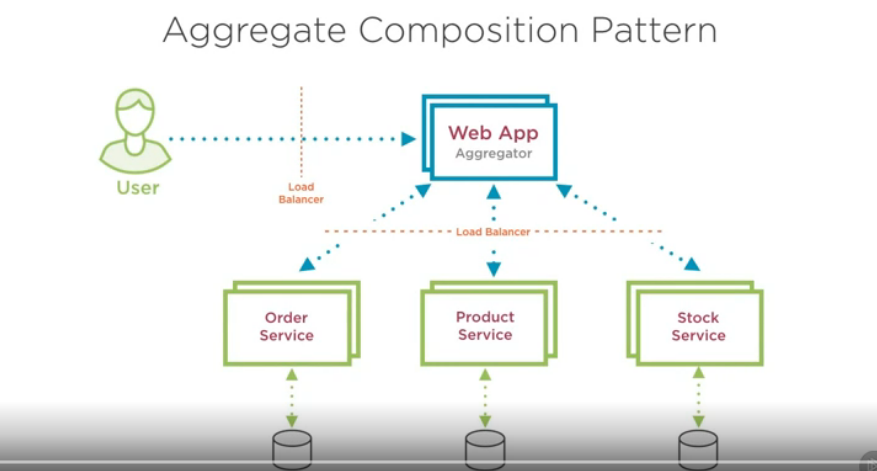 Aggregate Composition Pattern
Web App
Aggregator
User
Load
Balancer
Load Balancer
Order
Service
Product
Service
Stock
Service